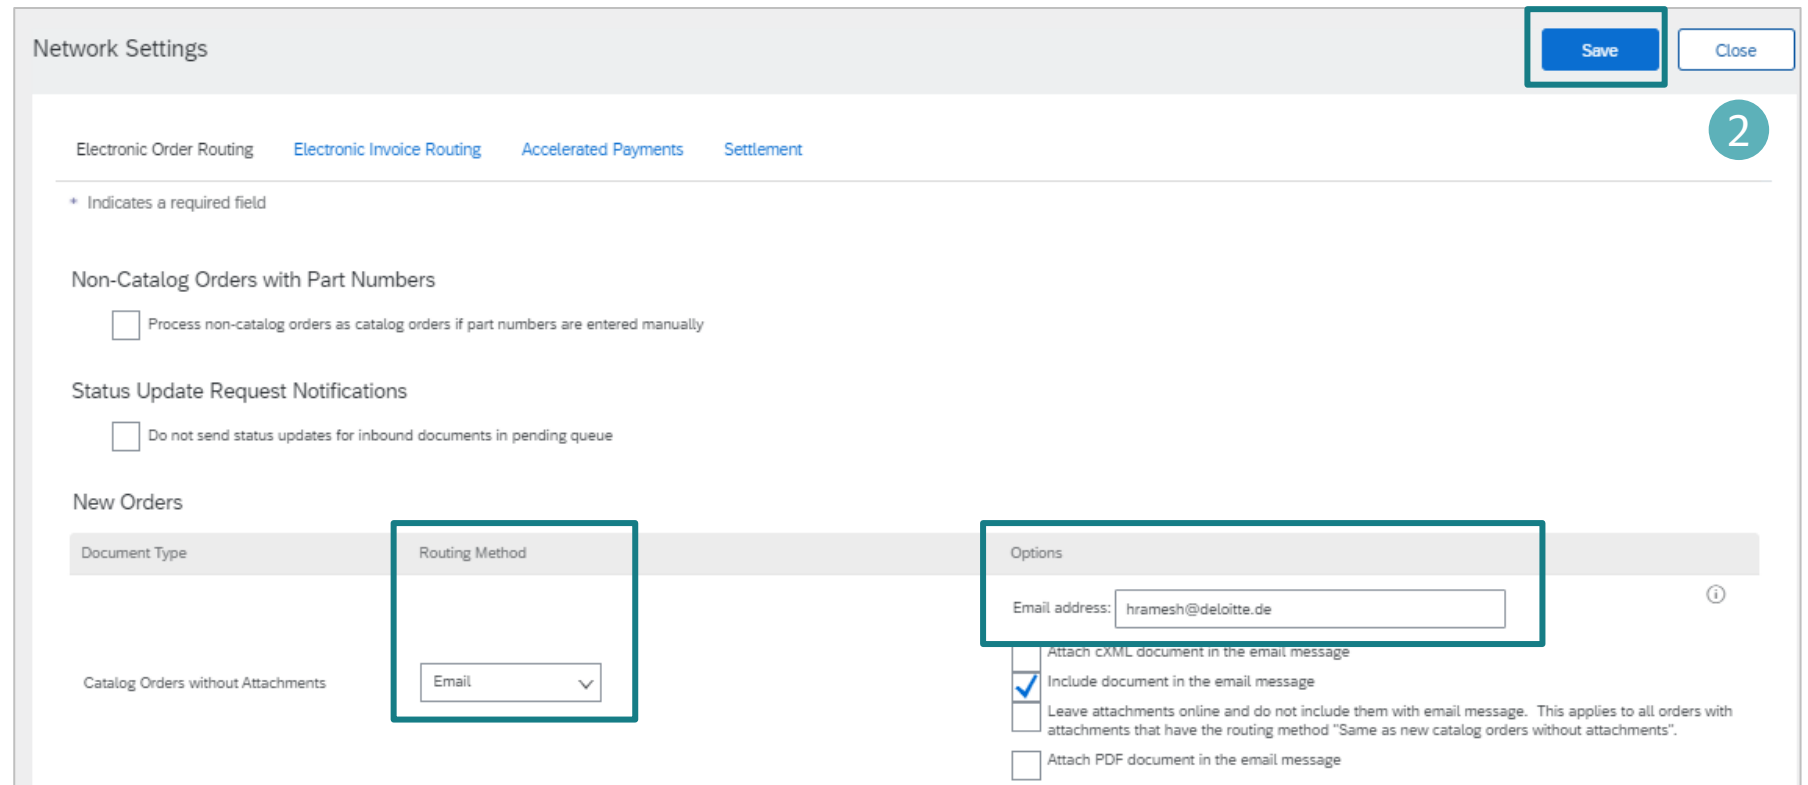 Network Settings
Save
Close
2
Electronic Order Routing
Electronic Invoice Routing
Accelerated Payments
Settlement
* Indicates a required field
Non-Catalog Orders with Part Numbers
Process non-catalog orders as catalog orders if part numbers are entered manually
Status Update Request Notifications
Do not send status updates for inbound documents in pending queue
New Orders
Document Type
Routing Method
Options
Email address: hramesh@deloitte.de
Attach cXML document in the email message
Catalog Orders without Attachments
Email
Include document in the email message
Leave attachments online and do not include them with email message. This applies to all orders with
attachments that have the routing method "Same as new catalog orders without attachments".
Attach PDF document in the email message